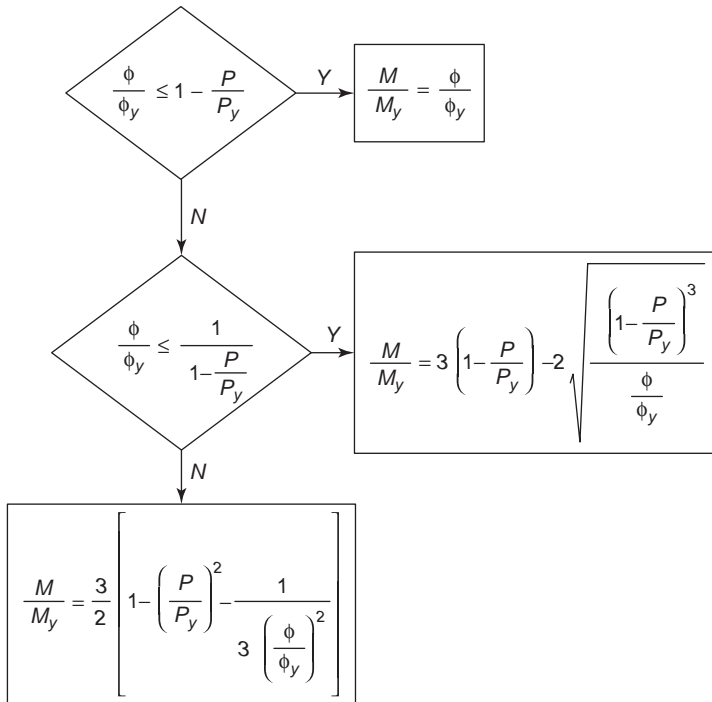 ϕ/ϕy ≤ 1 − P/Py
Y
M/My = ϕ/ϕy
N
ϕ/ϕy ≤ 1/(1−P/Py)
Y
M/My = 3 (1−P/Py) −2 √((1−P/Py)^3/(ϕ/ϕy))
N
M/My = 3/2 [1−(P/Py)^2 − 1/(3 (ϕ/ϕy)^2)]